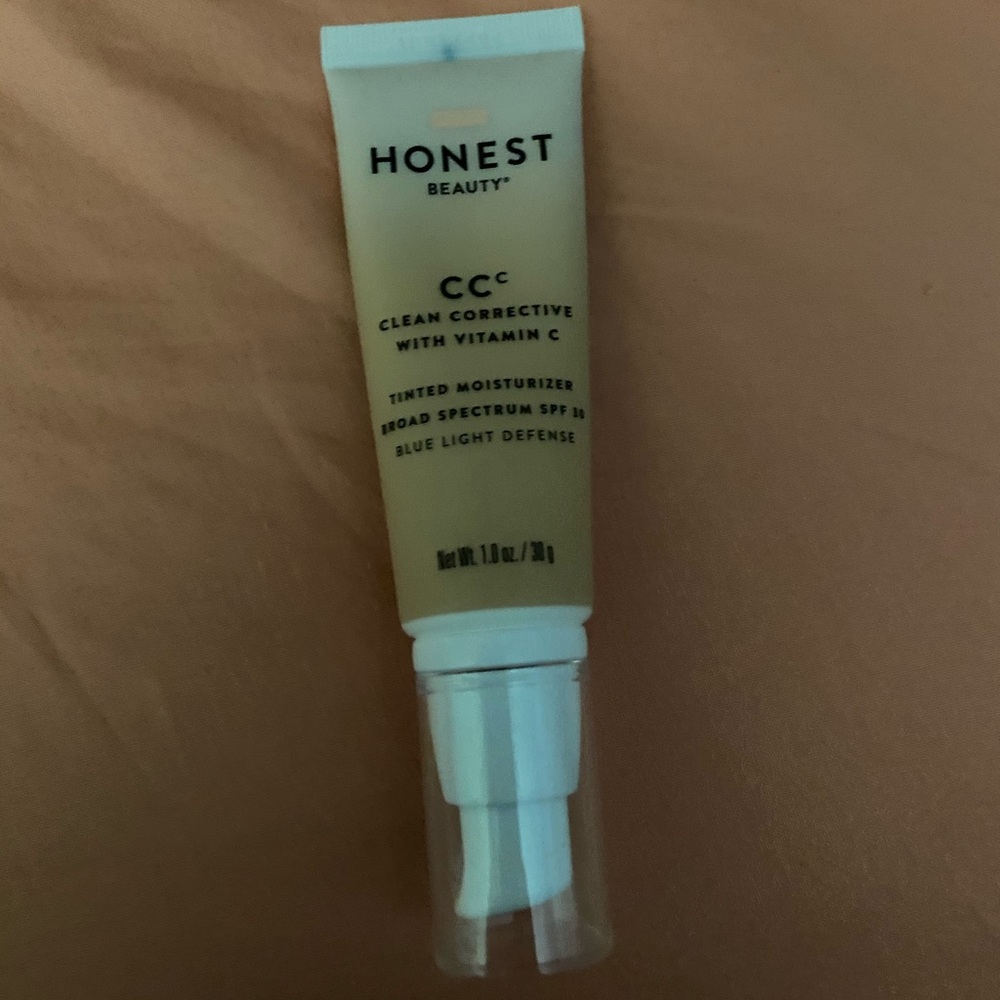 HONEST
BEAUTY®
CCC
CLEAN CORRECTIVE
WITH VITAMIN C
TINTED MOISTURIZER
BROAD SPECTRUM SPF 30
BLUE LIGHT DEFENSE
Net Wt. 1.0 oz. / 30 g